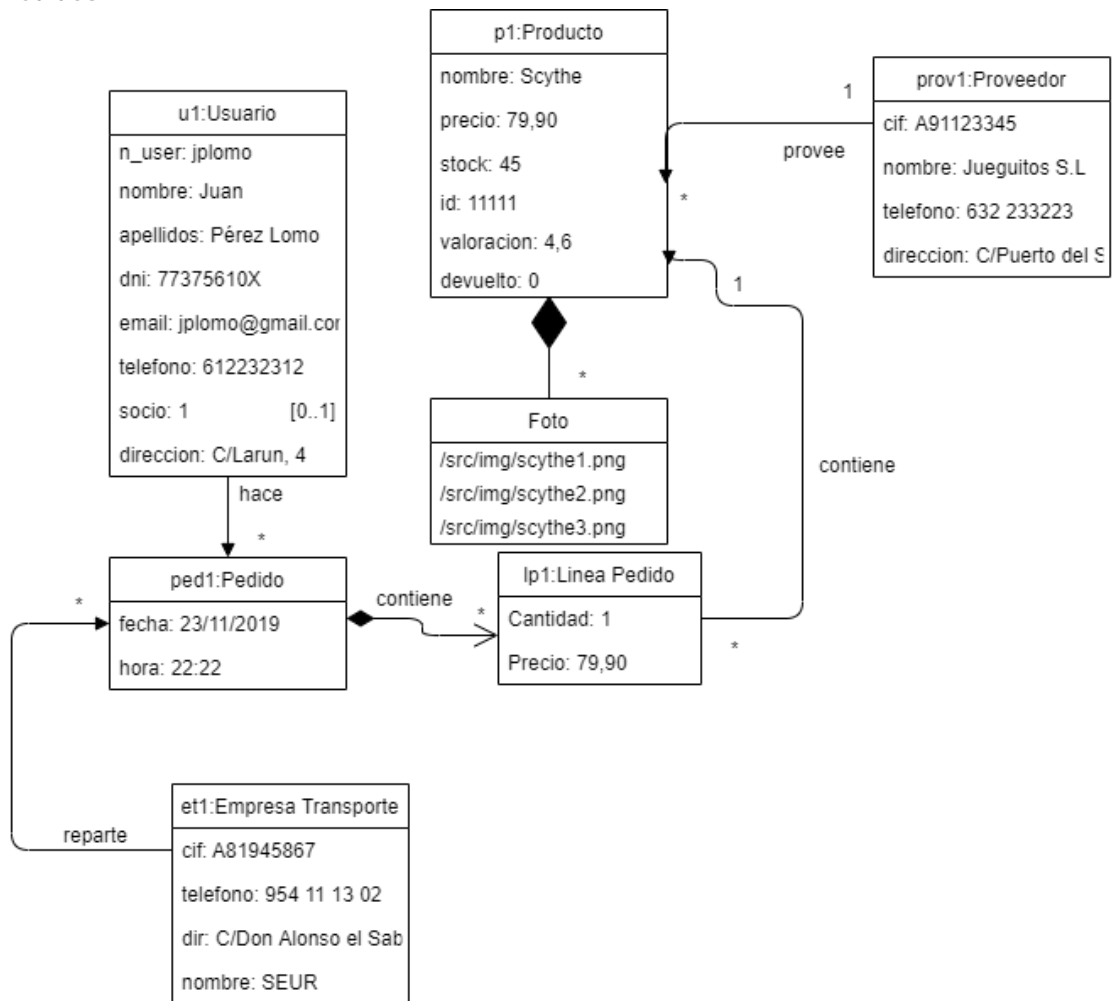 p1:Producto
nombre: Scythe
precio: 79,90
stock: 45
id: 11111
valoracion: 4,6
devuelto: 0
prov1:Proveedor
cif: A91123345
nombre: Jueguitos S.L
telefono: 632 233223
direccion: C/Puerto del S
1
provee
*
u1:Usuario
n_user: jplomo
nombre: Juan
apellidos: Pérez Lomo
dni: 77375610X
email: jplomo@gmail.cor
telefono: 612232312
socio: 1 [0..1]
direccion: C/Larun, 4
hace
*
1
contiene
*
*
Foto
/src/img/scythe1.png
/src/img/scythe2.png
/src/img/scythe3.png
ped1:Pedido
fecha: 23/11/2019
hora: 22:22
*
contiene
*
lp1:Linea Pedido
Cantidad: 1
Precio: 79,90
reparte
et1:Empresa Transporte
cif: A81945867
telefono: 954 11 13 02
dir: C/Don Alonso el Sab
nombre: SEUR